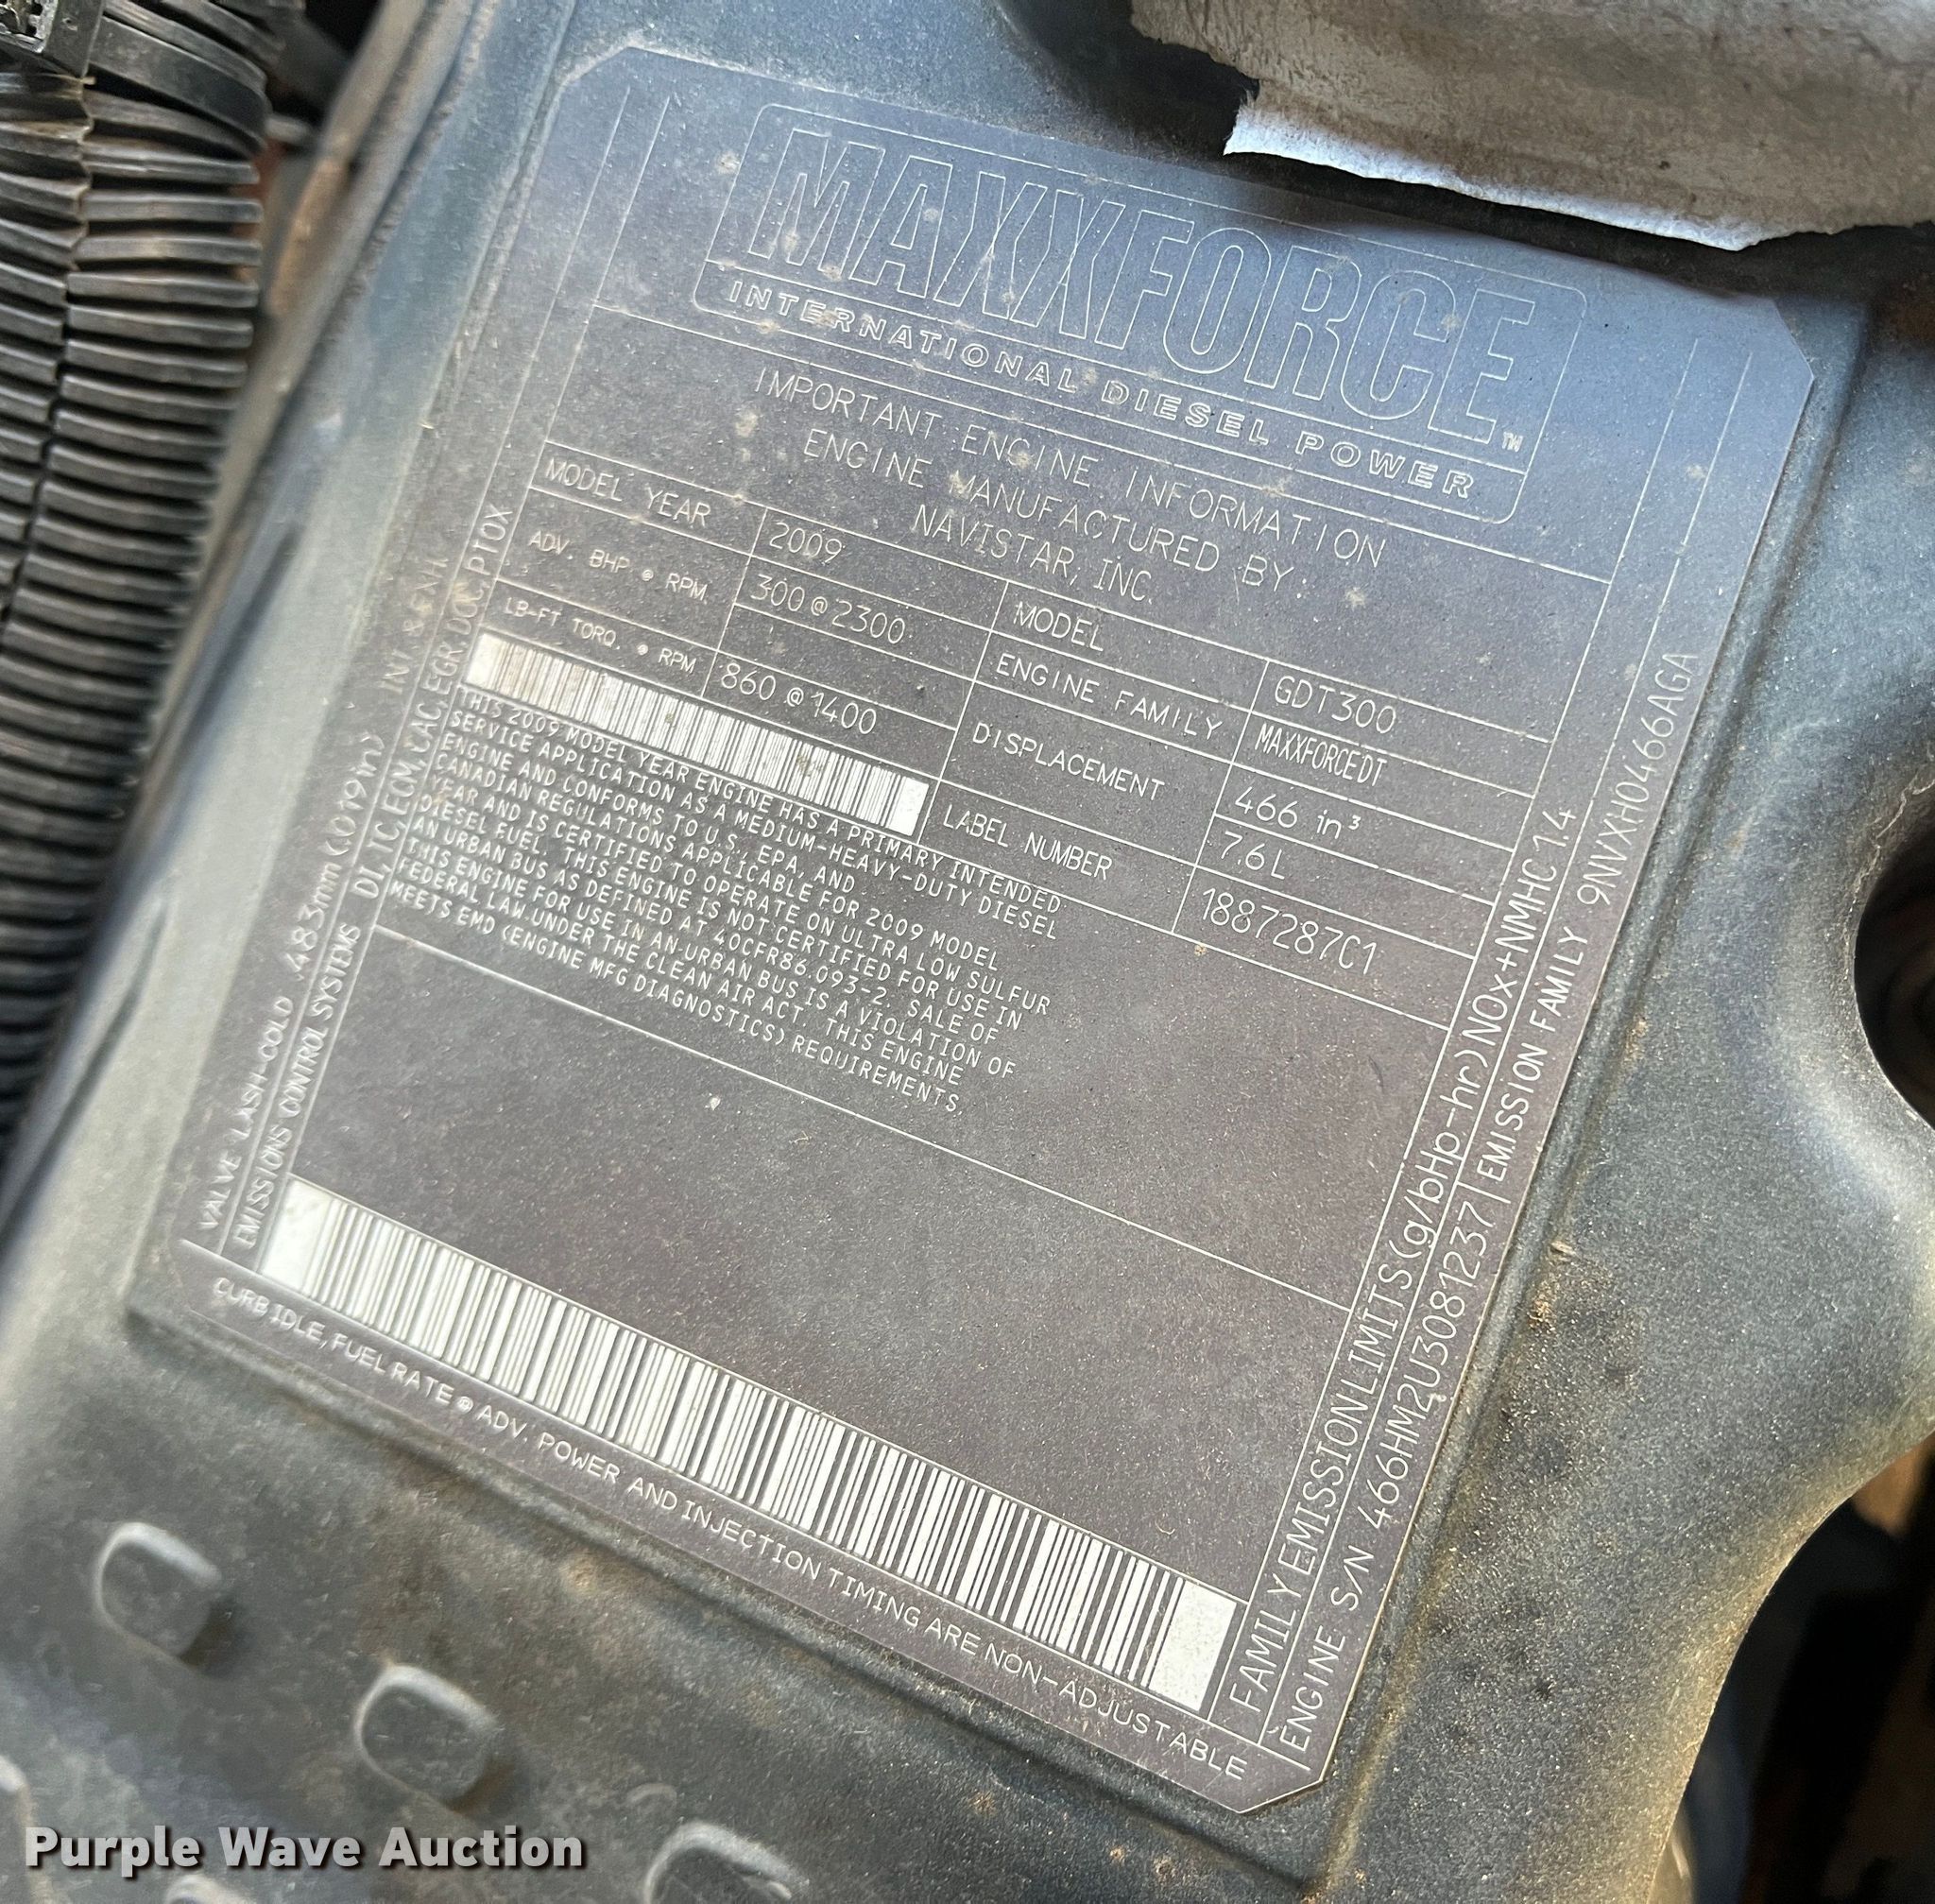 MAXXFORCE™
INTERNATIONAL DIESEL POWER
IMPORTANT ENGINE INFORMATION
ENGINE MANUFACTURED BY
NAVISTAR, INC.
MODEL YEAR 2009 MODEL GDT300
ADV. BHP. @ RPM 300 @ 2300 ENGINE FAMILY MAXXFORCEDT
LB-FT TORQ. @ RPM 860 @ 1400 DISPLACEMENT 466 in³
7.6 L
LABEL NUMBER 1887287C1
THIS 2009 MODEL YEAR ENGINE HAS A PRIMARY INTENDED
SERVICE APPLICATION AS A MEDIUM-HEAVY-DUTY DIESEL
ENGINE AND CONFORMS TO U.S. EPA, AND
CANADIAN REGULATIONS APPLICABLE FOR 2009 MODEL
YEAR AND IS CERTIFIED TO OPERATE ON ULTRA LOW SULFUR
DIESEL FUEL. THIS ENGINE IS NOT CERTIFIED FOR USE IN
AN URBAN BUS AS DEFINED AT 40CFR86.093-2. SALE OF
THIS ENGINE FOR USE IN AN URBAN BUS IS A VIOLATION OF
FEDERAL LAW UNDER THE CLEAN AIR ACT. THIS ENGINE
MEETS EMD (ENGINE MFG DIAGNOSTICS) REQUIREMENTS.
VALVE LASH-COLD .483mm (.019in) INT. & EXH.
EMISSIONS CONTROL SYSTEMS DI, TC, ECM, CAC, EGR, DOC, PTOX
FAMILY EMISSION LIMITS (g/bHp-hr) NOx+NMHC 1.4
ENGINE S/N 466HM2U3081237 EMISSION FAMILY 9NVXH0466AGA
CURB IDLE, FUEL RATE @ ADV. POWER AND INJECTION TIMING ARE NON-ADJUSTABLE
Purple Wave Auction